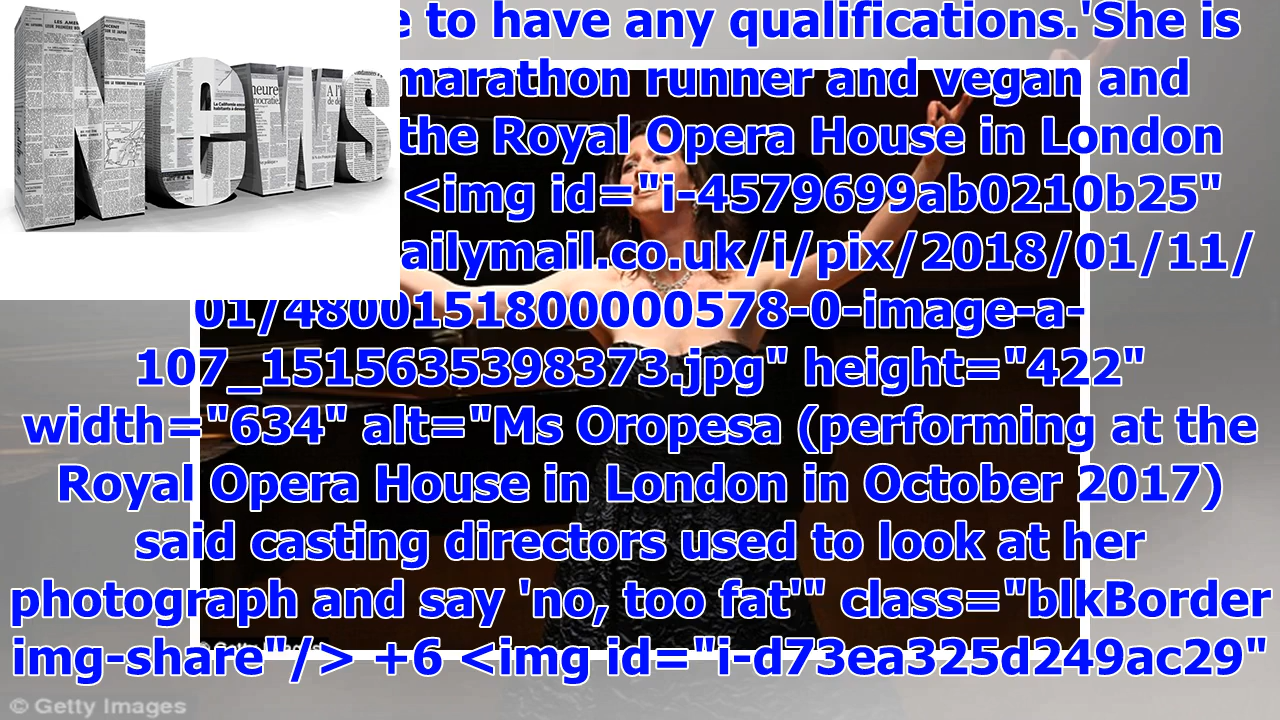 News
e to have any qualifications.'She is
marathon runner and vegan and
the Royal Opera House in London
<img id="i-4579699ab0210b25"
ailymail.co.uk/i/pix/2018/01/11/
01/4800151800000578-0-image-a-
107_1515635398373.jpg" height="422"
width="634" alt="Ms Oropesa (performing at the
Royal Opera House in London in October 2017)
said casting directors used to look at her
photograph and say 'no, too fat'" class="blkBorder
img-share"/> +6 <img id="i-d73ea325d249ac29"
© Getty Images